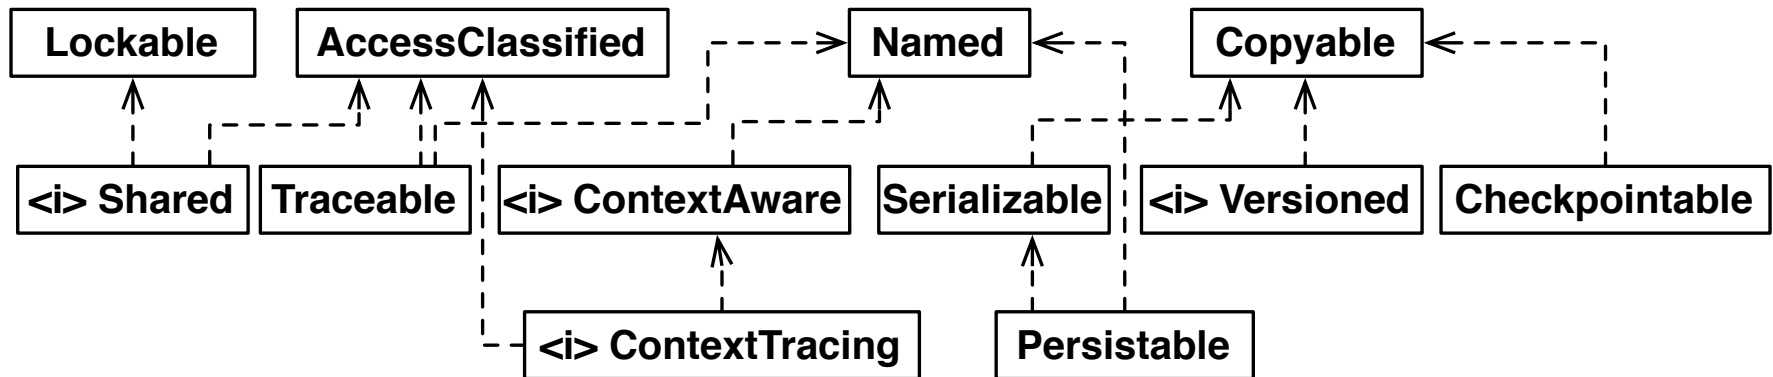 Lockable
AccessClassified
Named
Copyable
<i> Shared
Traceable
<i> ContextAware
Serializable
<i> Versioned
Checkpointable
<i> ContextTracing
Persistable